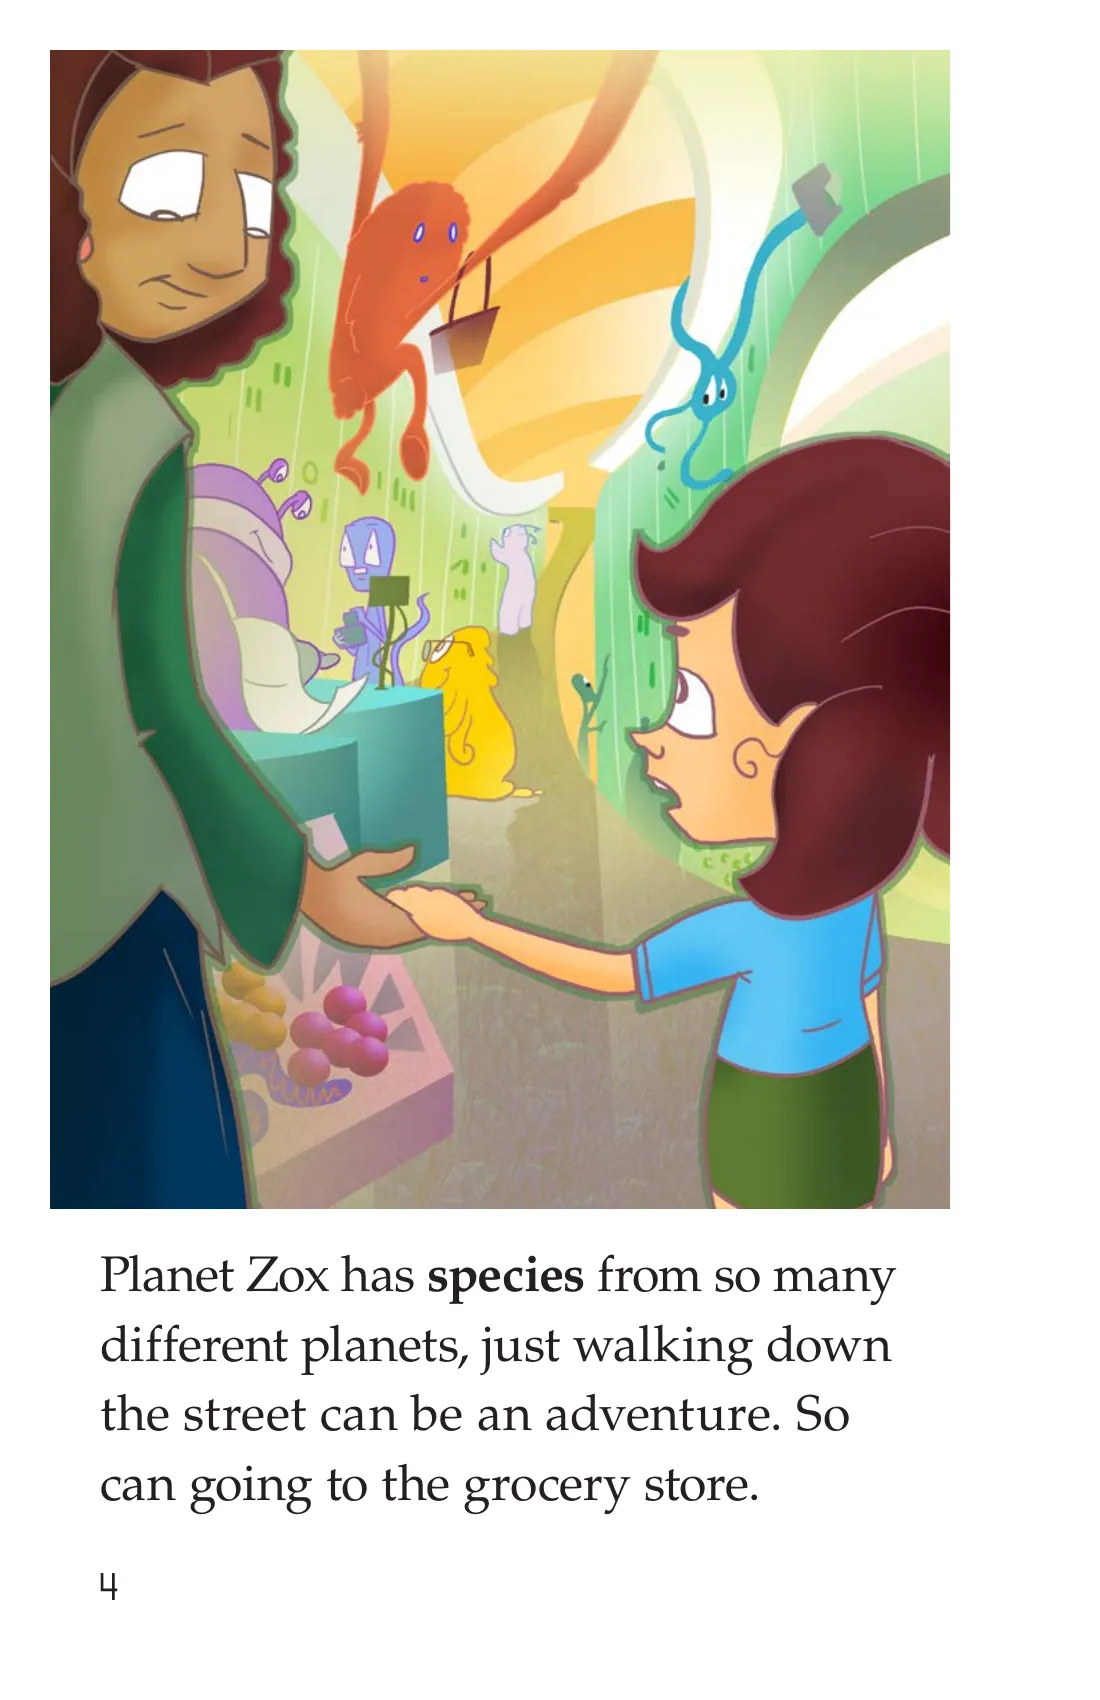 Planet Zox has species from so many
different planets, just walking down
the street can be an adventure. So
can going to the grocery store.
4